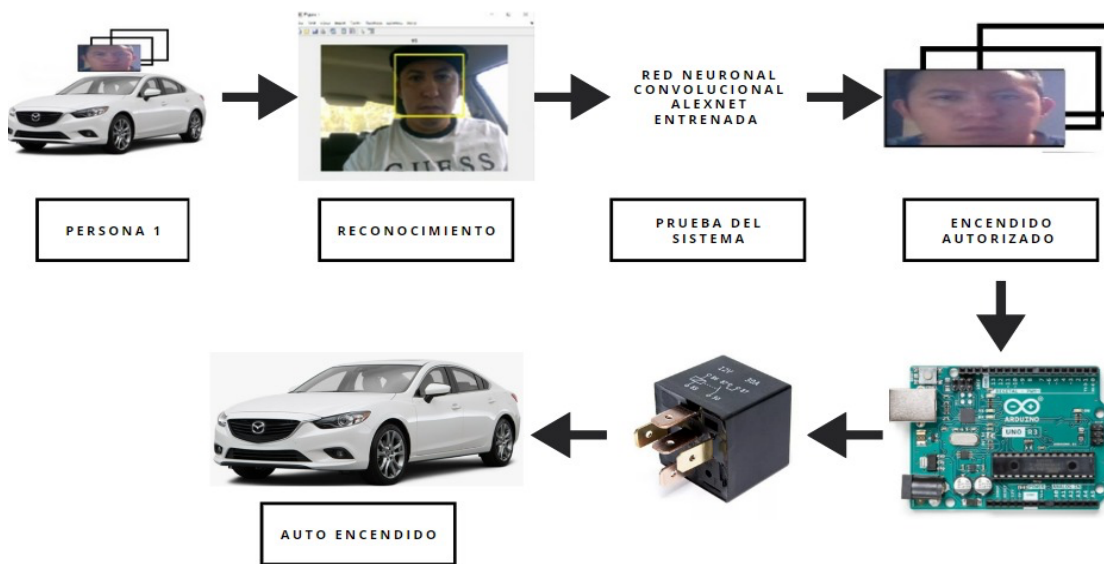 RED NEURONAL
CONVOLUCIONAL
ALEXNET
ENTRENADA
GUESS
PERSONA 1
RECONOCIMIENTO
PRUEBA DEL
SISTEMA
ENCENDIDO
AUTORIZADO
12V 30A
ARDUINO
UNO R3
AUTO ENCENDIDO